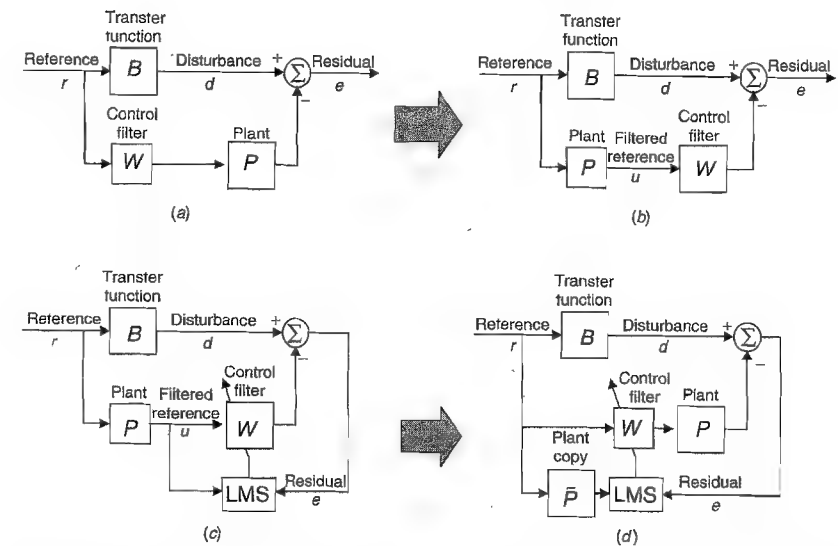 Transter
function
Reference
r
B
Disturbance
d
+
Σ
Residual
e
−
Control
filter
W
Plant
P
(a)
Transter
function
Reference
r
B
Disturbance
d
+
Σ
Residual
e
−
Plant
P
Filtered
reference
u
Control
filter
W
(b)
Transter
function
Reference
r
B
Disturbance
d
+
Σ
−
Plant
P
Filtered
reference
u
Control
filter
W
LMS
Residual
e
(c)
Transter
function
Reference
r
B
Disturbance
d
+
Σ
−
Control
filter
W
Plant
P
Plant
copy
P̄
LMS
Residual
e
(d)